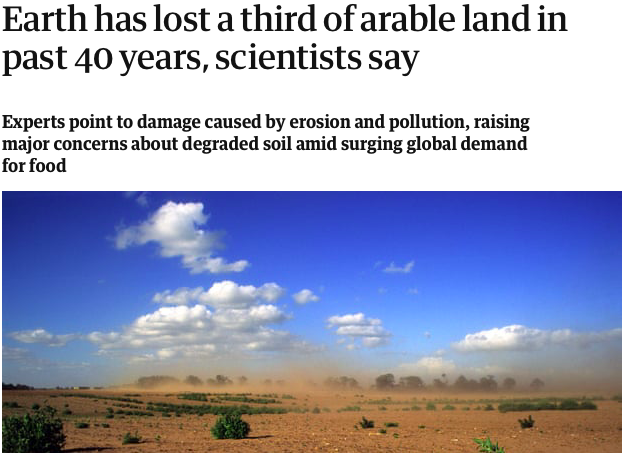 Earth has lost a third of arable land in
past 40 years, scientists say
Experts point to damage caused by erosion and pollution, raising
major concerns about degraded soil amid surging global demand
for food